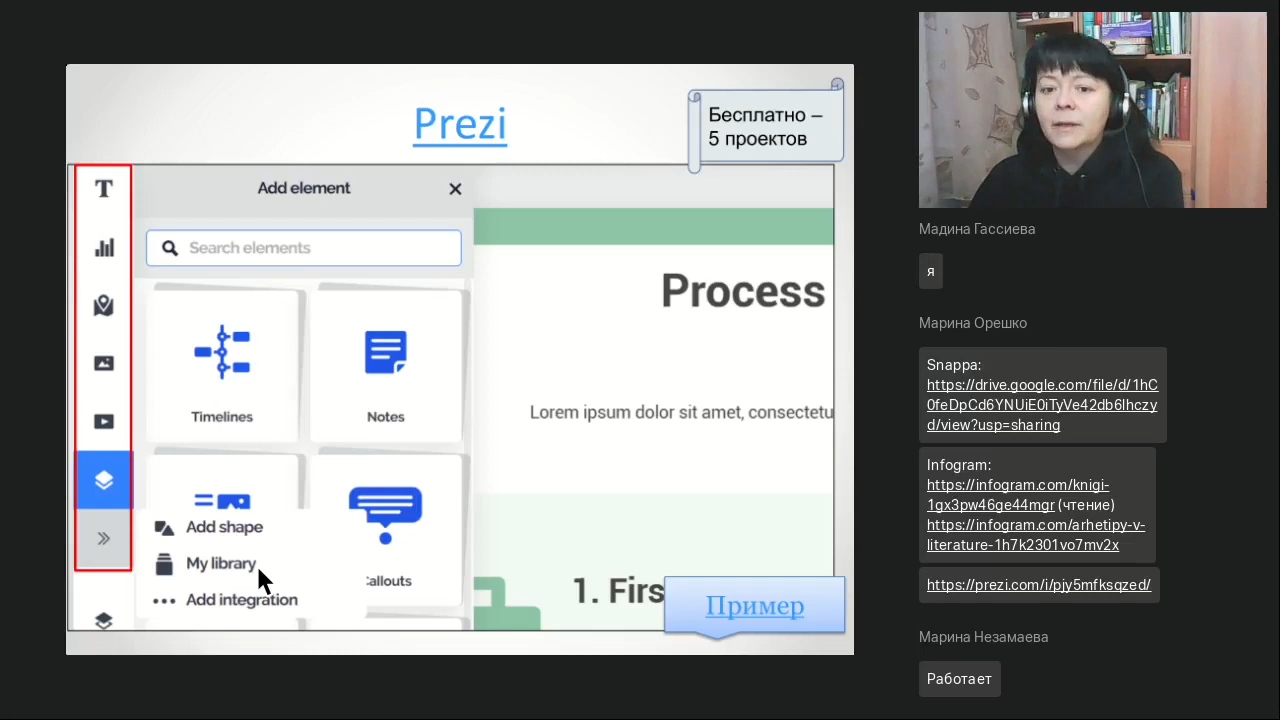 Prezi
Бесплатно –
5 проектов
T
Add element
Search elements
Timelines
Notes
Add shape
My library
Add integration
Callouts
Process
Lorem ipsum dolor sit amet, consectetu
1. Firs
Пример
Мадина Гассиева
я
Марина Орешко
Snappa:
https://drive.google.com/file/d/1hC
0feDpCd6YNUiE0iTyVe42db6lhczy
d/view?usp=sharing
Infogram:
https://infogram.com/knigi-
1gx3pw46ge44mgr (чтение)
https://infogram.com/arhetipy-v-
literature-1h7k2301vo7mv2x
https://prezi.com/i/pjy5mfksqzed/
Марина Незамаева
Работает